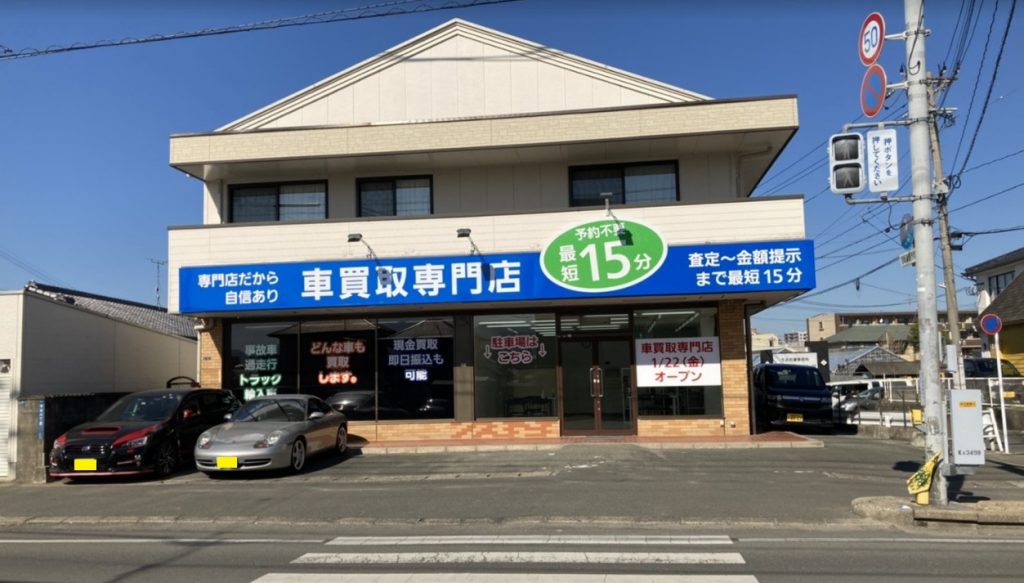 専門店だから
自信あり
車買取専門店
予約不要
最短15分
査定～金額提示
まで最短15分
事故車
過走行
トラック
輸入車
どんな車も
買取
します。
現金買取
即日振込も
可能
駐車場は
↓こちら↓
車買取専門店
1/22(金)
オープン
50
押ボタンを
押してください